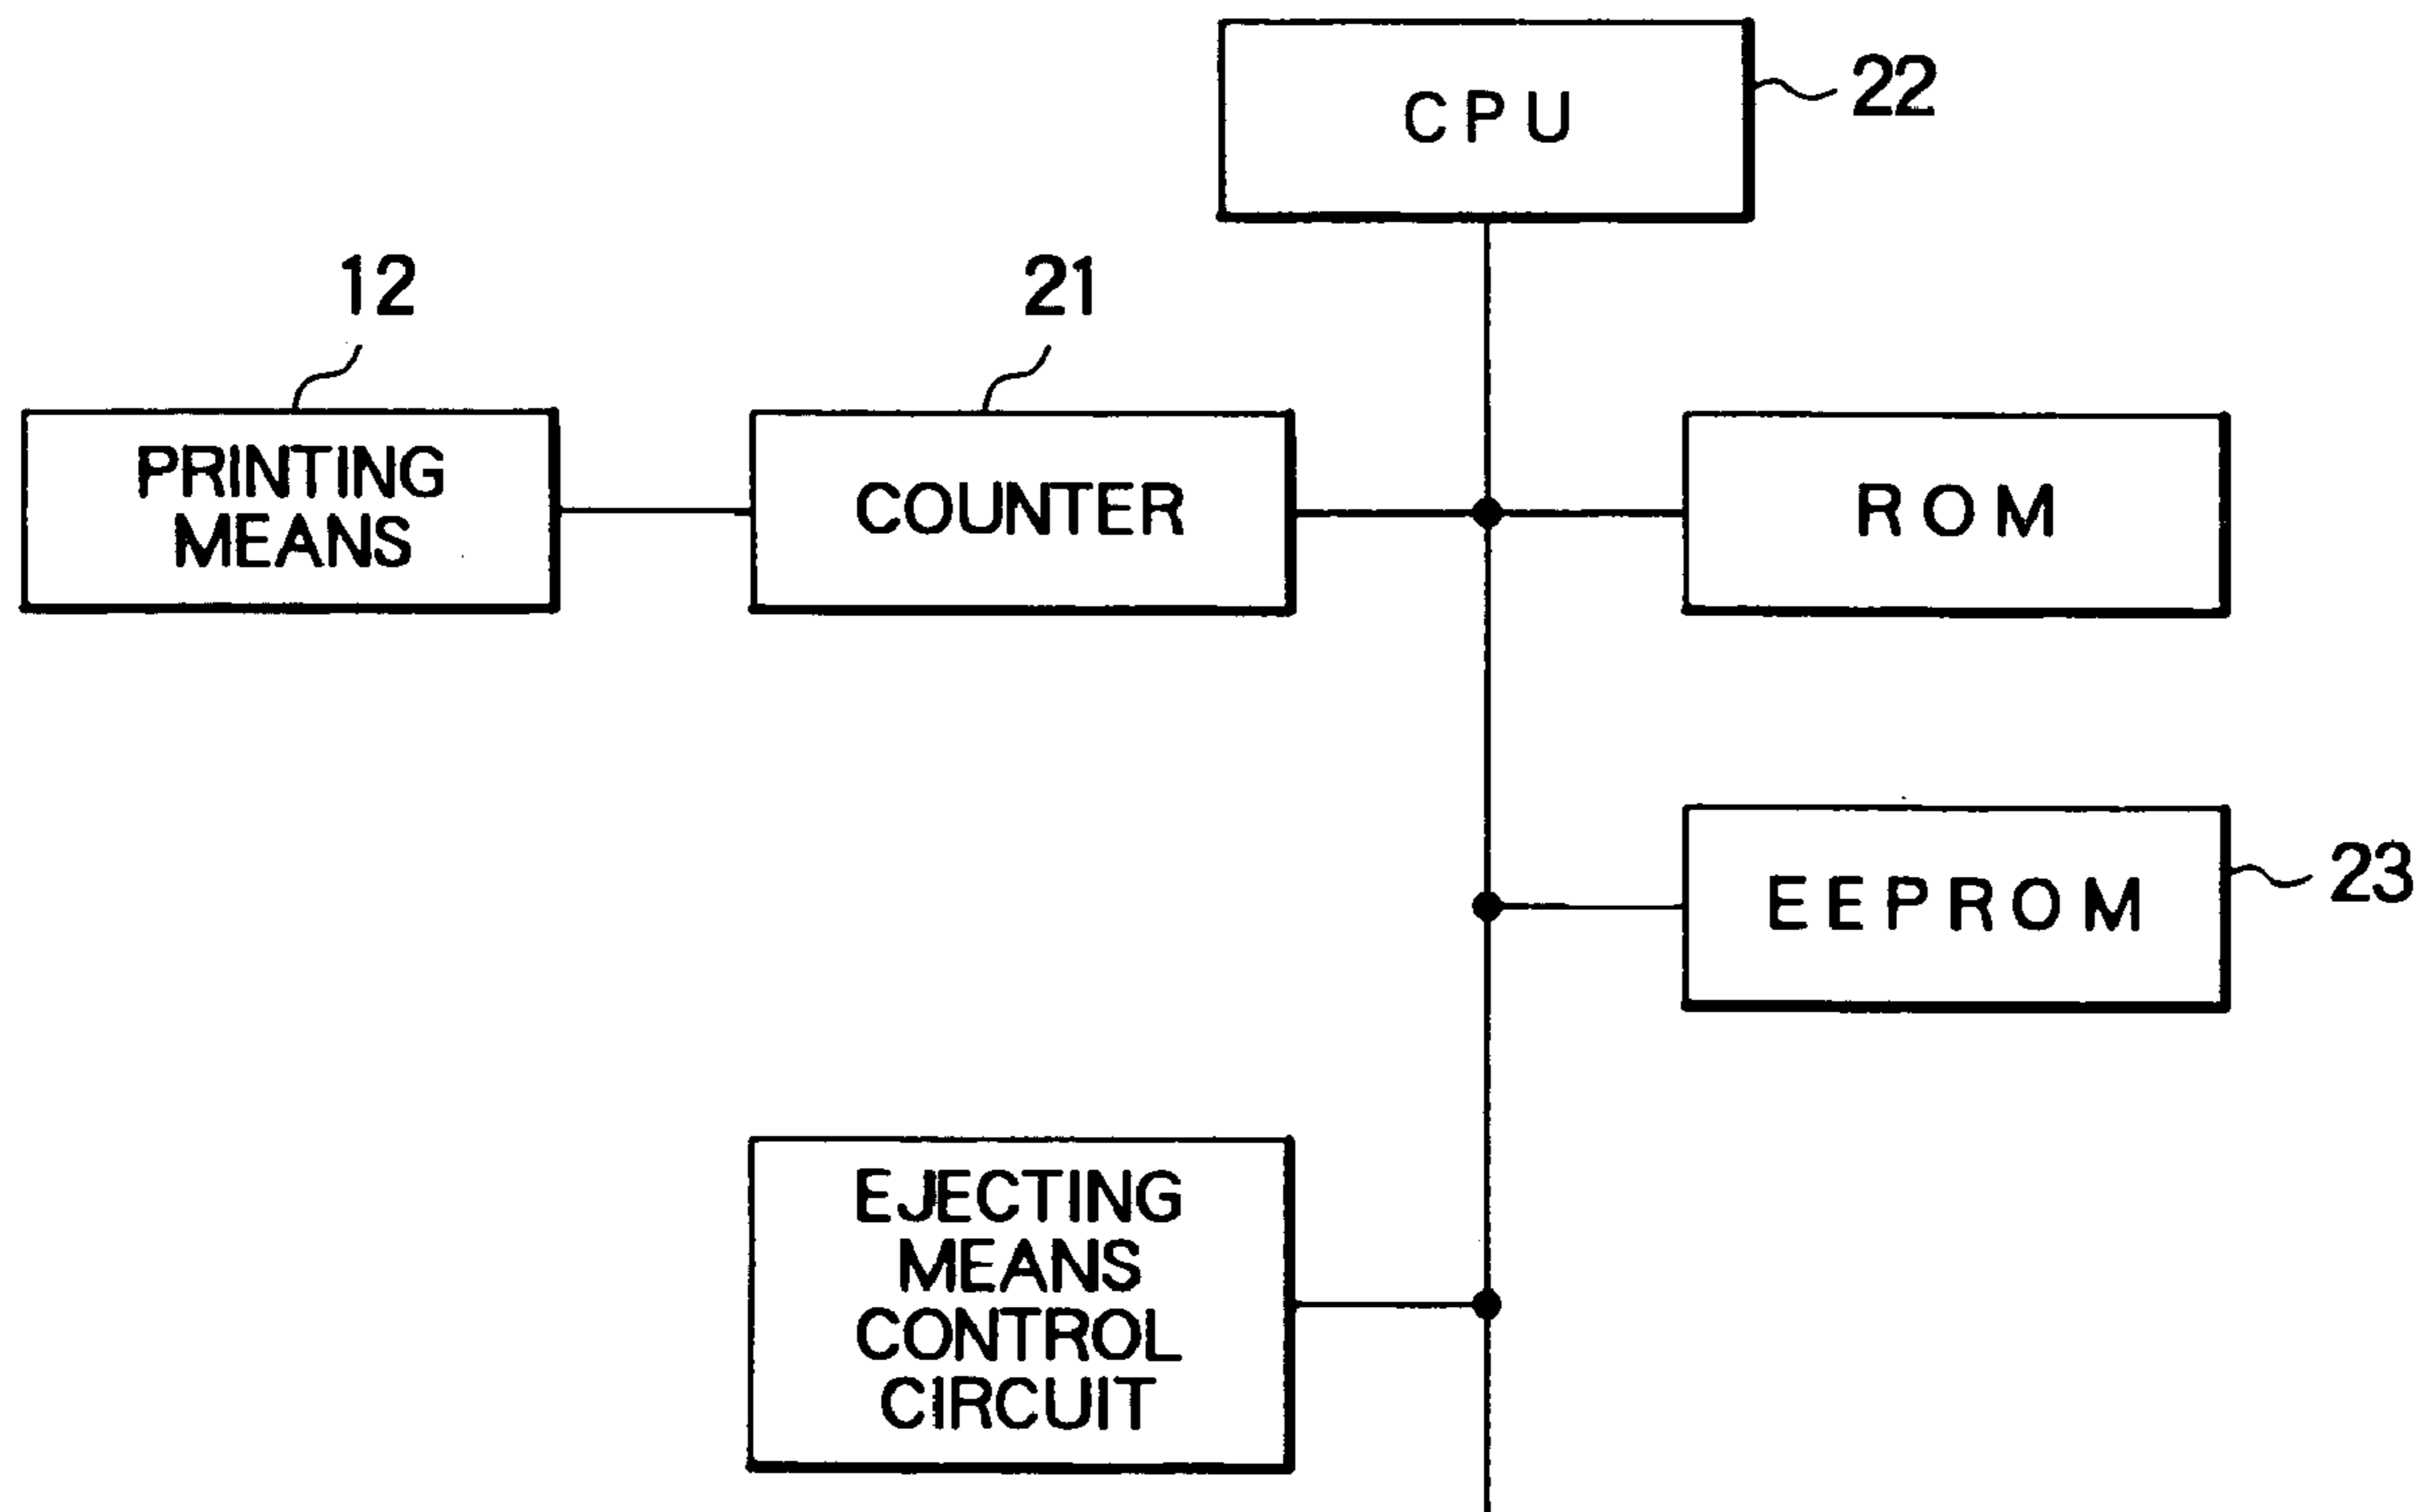 CPU
22
12
21
PRINTING
MEANS
COUNTER
ROM
EEPROM
23
EJECTING
MEANS
CONTROL
CIRCUIT